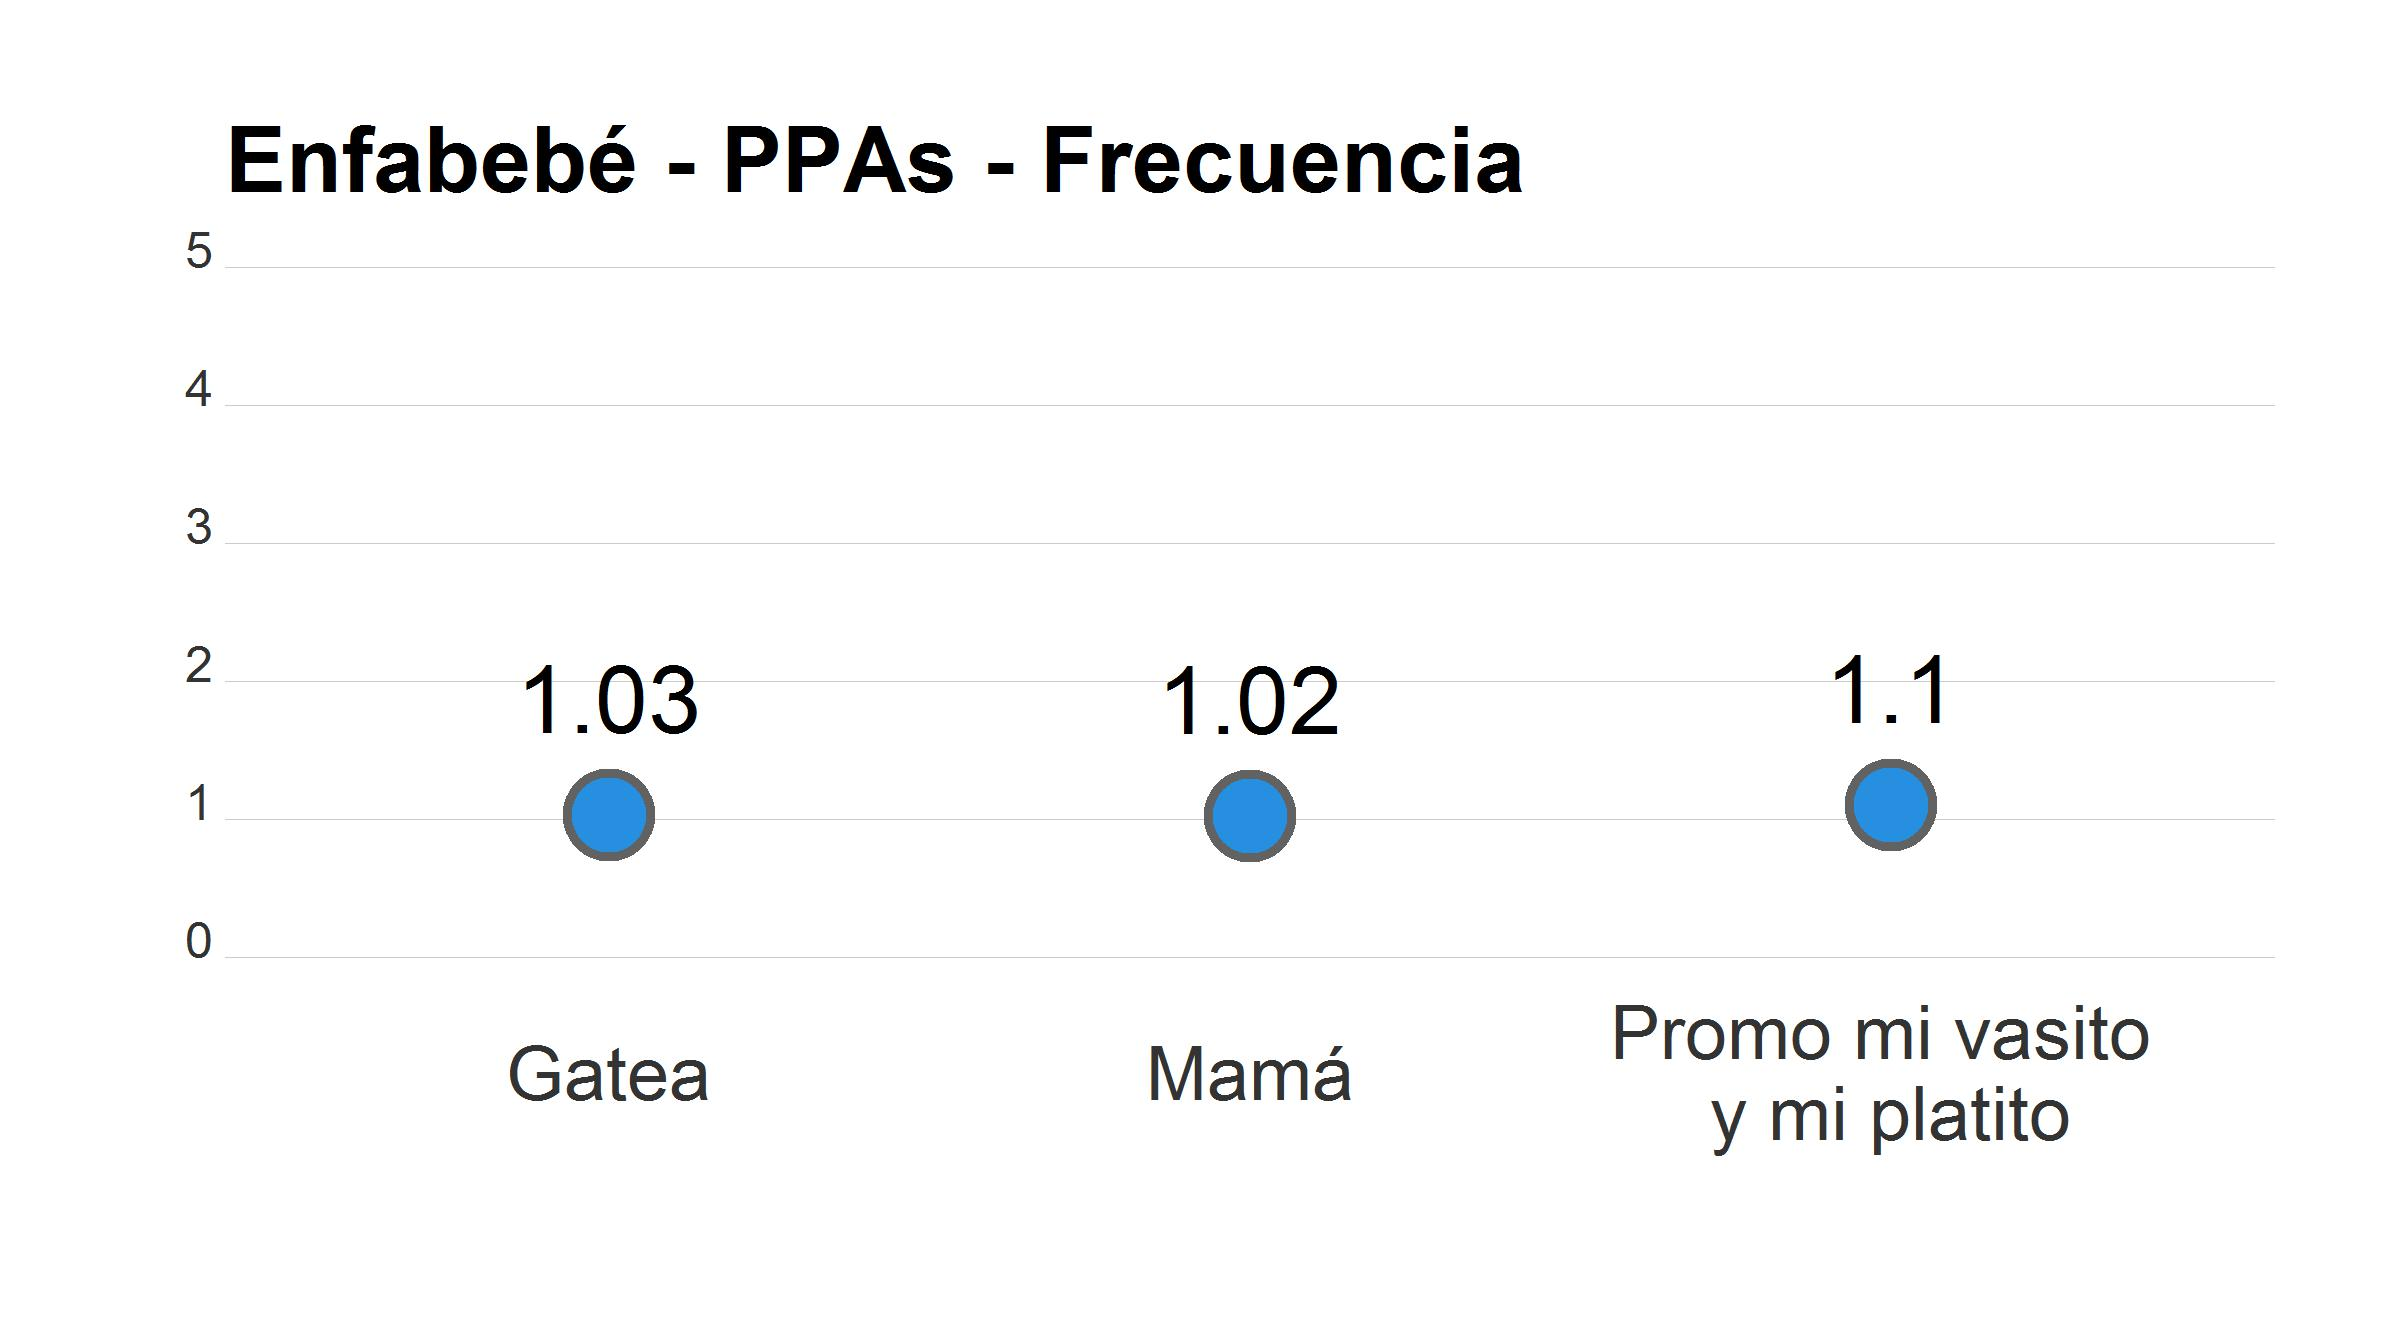 Enfabebé - PPAs - Frecuencia
5
4
3
2
1
0
1.03
1.02
1.1
Gatea
Mamá
Promo mi vasito
y mi platito